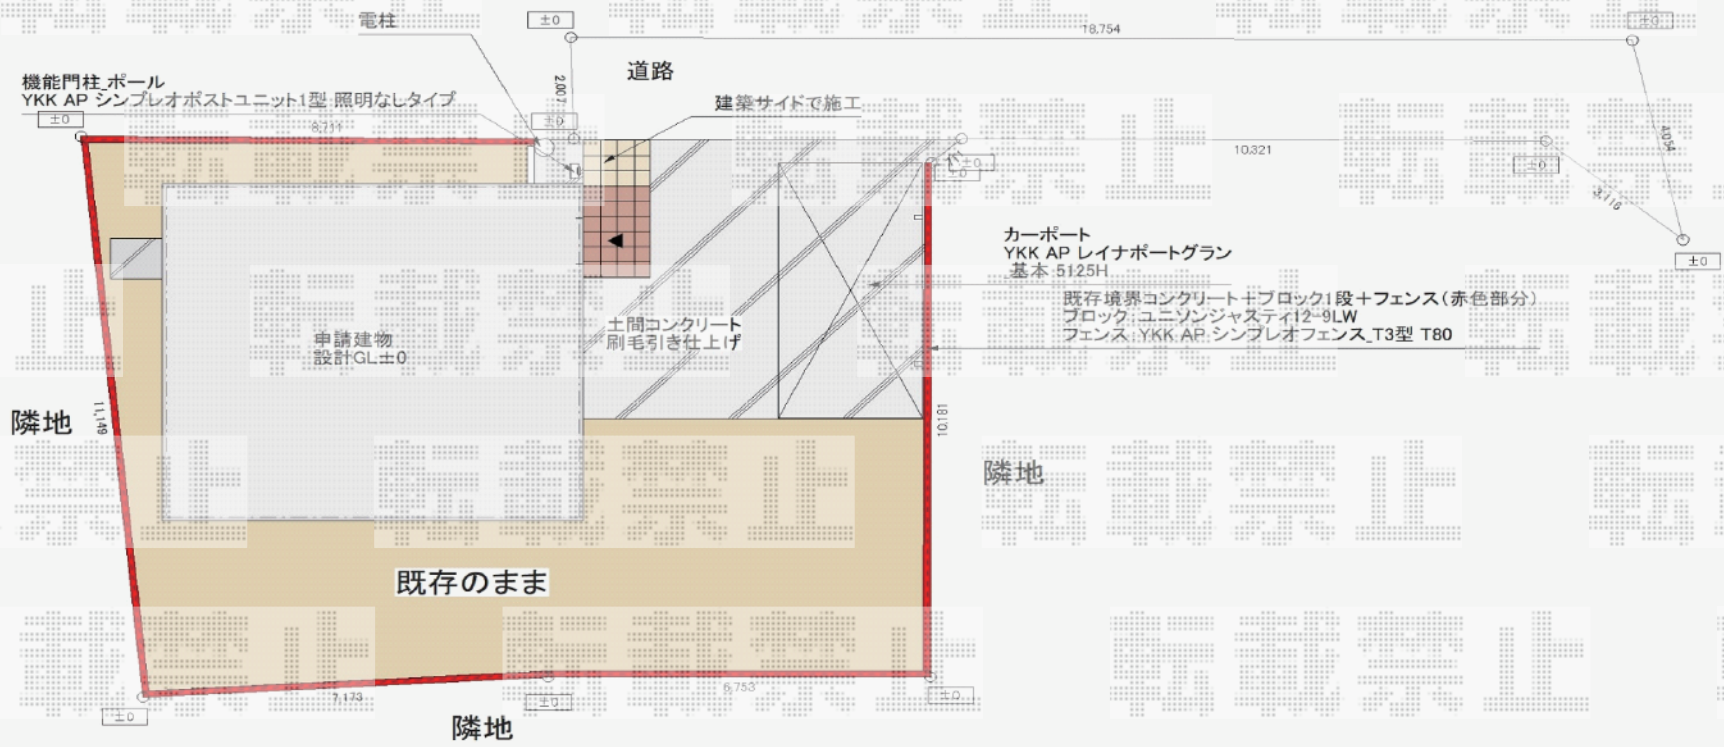 電柱
±0
18,754
±0
道路
2,007
機能門柱_ポール
YKK AP シンプレオポストユニット1型 照明なしタイプ
建築サイドで施工
±0
±0
8,711
10,321
4,054
±0
±0
±0
3,116
±0
カーポート
YKK AP レイナポートグラン
_基本 5125H
既存境界コンクリート+ブロック1段+フェンス(赤色部分)
ブロック:ユニソンジャスティ12-9LW
フェンス:YKK AP シンプレオフェンス_T3型 T80
土間コンクリート
刷毛引き仕上げ
申請建物
設計GL±0
隣地
11,149
10,181
隣地
既存のまま
7,173
6,753
±0
±0
±0
隣地
転載禁止